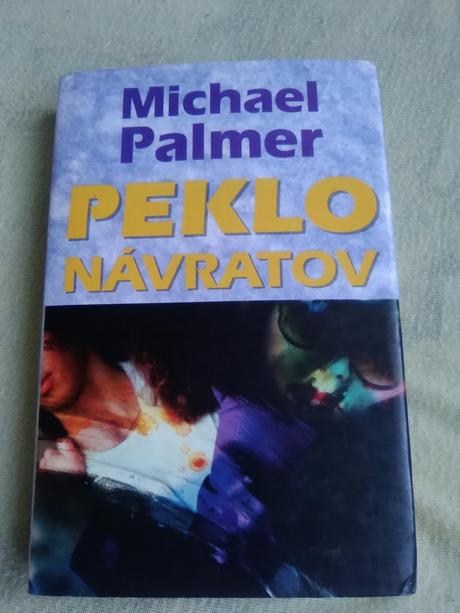 Michael
Palmer
PEKLO
NÁVRATOV